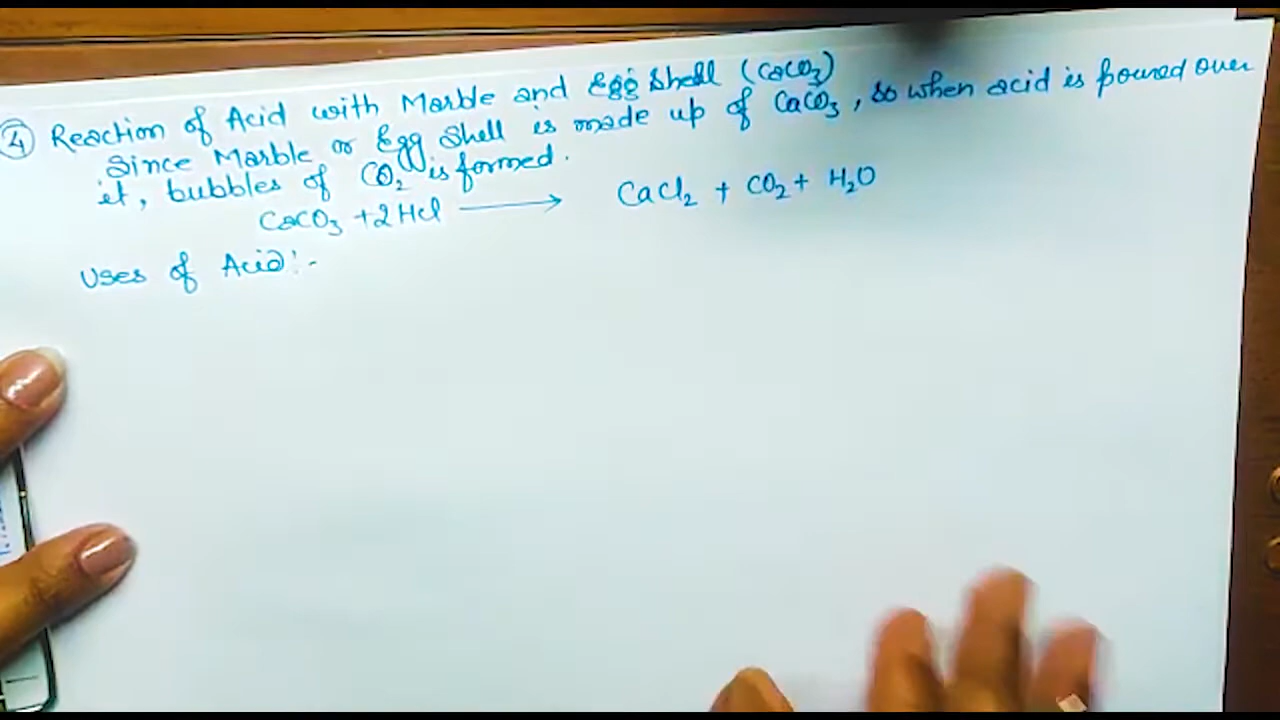 ④ Reaction of Acid with Marble and Egg Shell (CaCO₃)
Since Marble or Egg Shell is made up of CaCO₃, so when acid is poured over
it, bubbles of CO₂ is formed.
CaCO₃ + 2HCl ⟶ CaCl₂ + CO₂ + H₂O
Uses of Acid:-